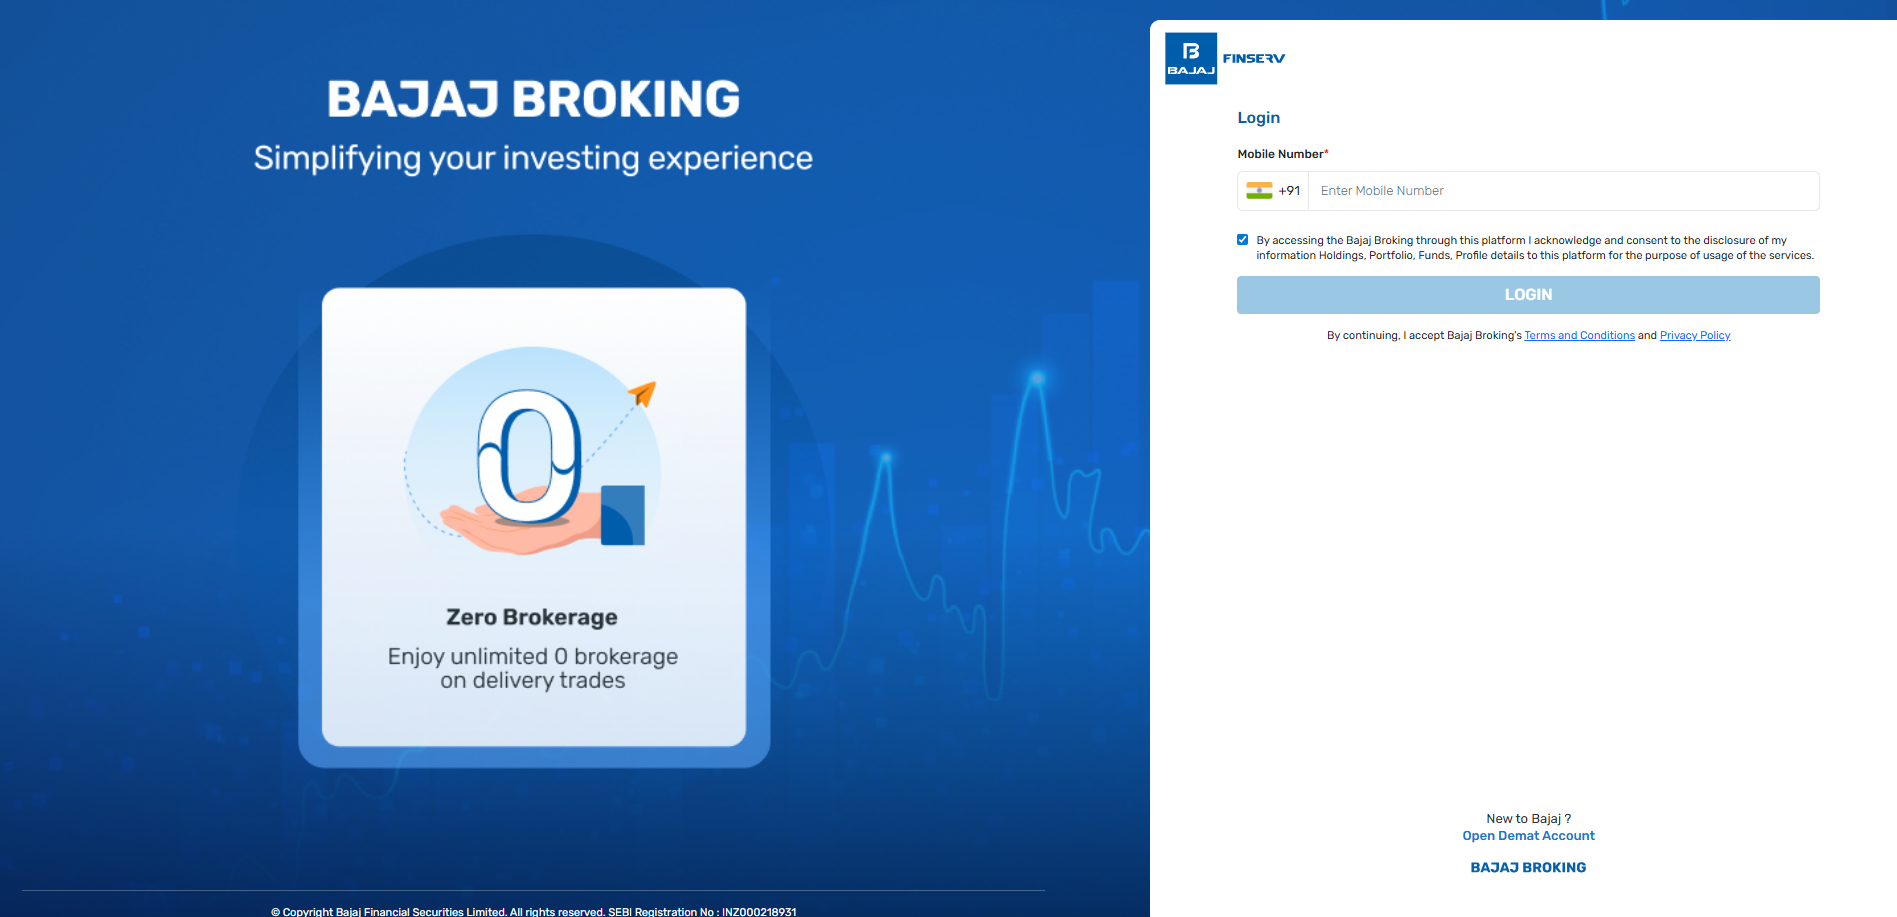 BAJAJ BROKING
Simplifying your investing experience
0
Zero Brokerage
Enjoy unlimited 0 brokerage
on delivery trades
© Copyright Bajaj Financial Securities Limited. All rights reserved. SEBI Registration No : INZ000218931
B
BAJAJ
FINSERV
Login
Mobile Number*
+91
Enter Mobile Number
By accessing the Bajaj Broking through this platform I acknowledge and consent to the disclosure of my
information Holdings, Portfolio, Funds, Profile details to this platform for the purpose of usage of the services.
LOGIN
By continuing, I accept Bajaj Broking's Terms and Conditions and Privacy Policy
New to Bajaj ?
Open Demat Account
BAJAJ BROKING